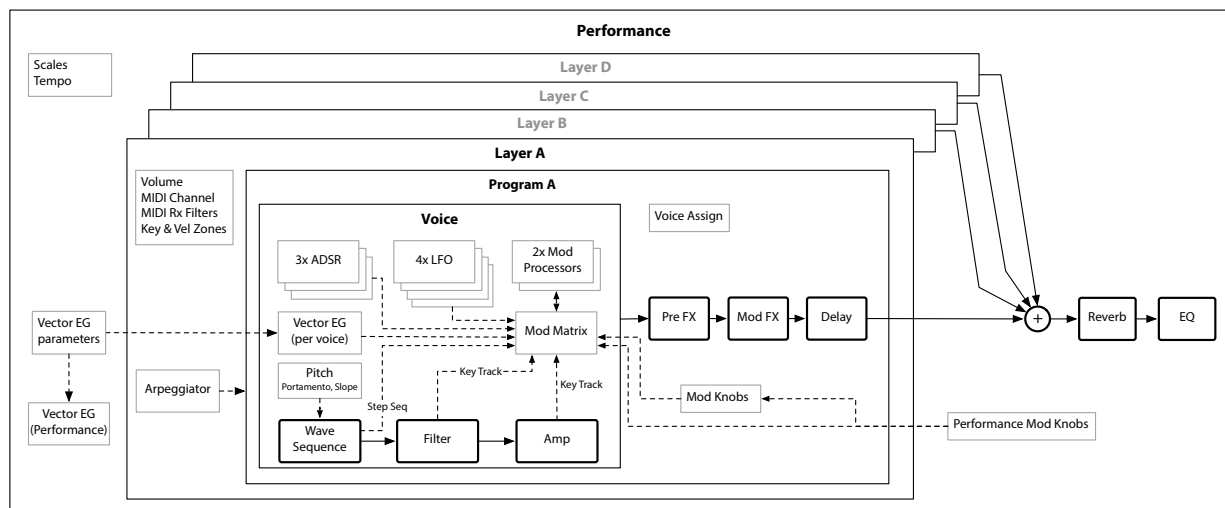 Performance
Scales
Tempo
Layer D
Layer C
Layer B
Layer A
Volume
MIDI Channel
MIDI Rx Filters
Key & Vel Zones
Program A
Voice
Voice Assign
3x ADSR
4x LFO
2x Mod
Processors
Vector EG
parameters
Vector EG
(per voice)
Mod Matrix
Pre FX
Mod FX
Delay
+
Reverb
EQ
Pitch
Portamento, Slope
Key Track
Key Track
Arpeggiator
Step Seq
Mod Knobs
Vector EG
(Performance)
Wave
Sequence
Filter
Amp
Performance Mod Knobs